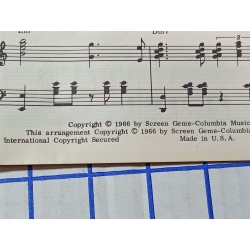 Copyright © 1966 by Screen Gems-Columbia Music
This arrangement Copyright © 1966 by Screen Gems-Columbia
International Copyright Secured Made in U.S.A.